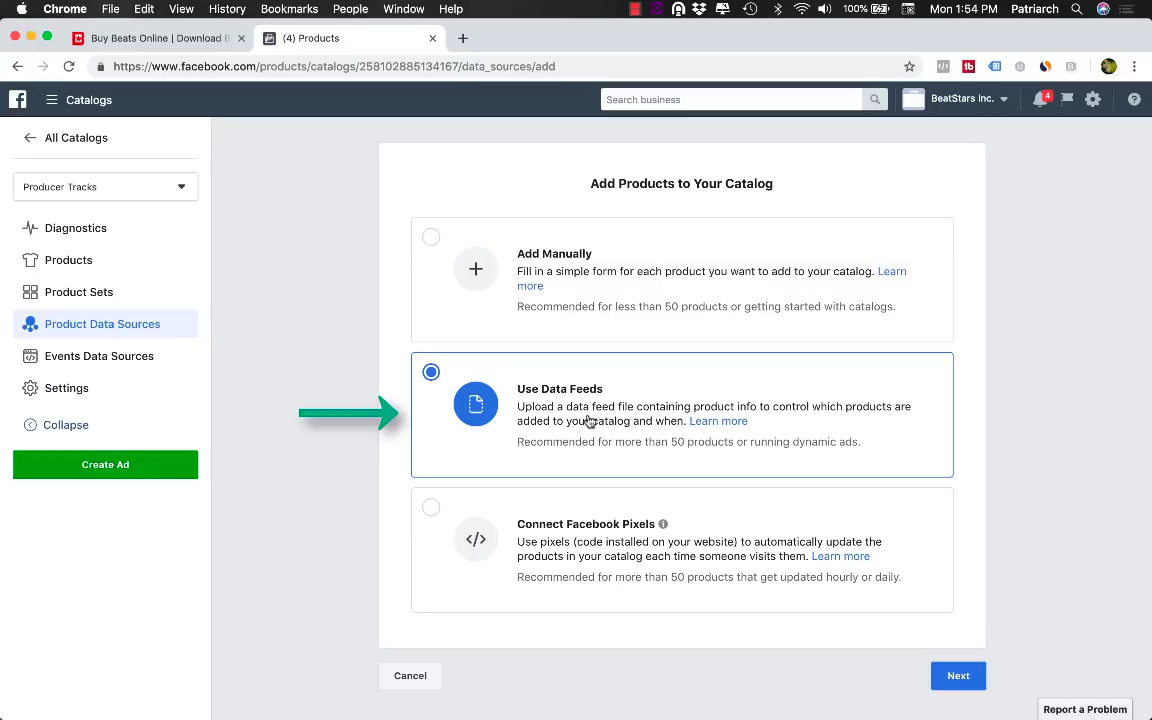 Chrome File Edit View History Bookmarks People Window Help 100% Mon 1:54 PM Patriarch
Buy Beats Online | Download B
(4) Products
https://www.facebook.com/products/catalogs/258102885134167/data_sources/add
Catalogs
Search business
BeatStars Inc.
4
All Catalogs
Producer Tracks
Diagnostics
Products
Product Sets
Product Data Sources
Events Data Sources
Settings
Collapse
Create Ad
Add Products to Your Catalog
Add Manually
Fill in a simple form for each product you want to add to your catalog. Learn
more
Recommended for less than 50 products or getting started with catalogs.
Use Data Feeds
Upload a data feed file containing product info to control which products are
added to your catalog and when. Learn more
Recommended for more than 50 products or running dynamic ads.
Connect Facebook Pixels
Use pixels (code installed on your website) to automatically update the
products in your catalog each time someone visits them. Learn more
Recommended for more than 50 products that get updated hourly or daily.
Cancel
Next
Report a Problem